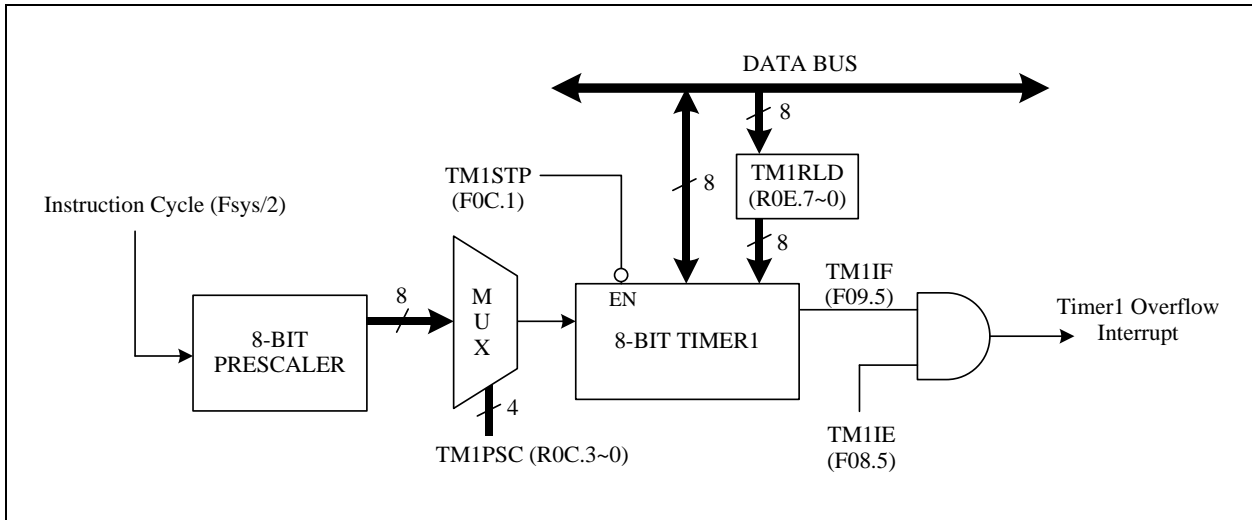 DATA BUS
8
TM1STP
(F0C.1)
8
TM1RLD
(R0E.7~0)
Instruction Cycle (Fsys/2)
8
TM1IF
(F09.5)
8
M
U
X
EN
8-BIT
PRESCALER
8-BIT TIMER1
Timer1 Overflow
Interrupt
4
TM1PSC (R0C.3~0)
TM1IE
(F08.5)